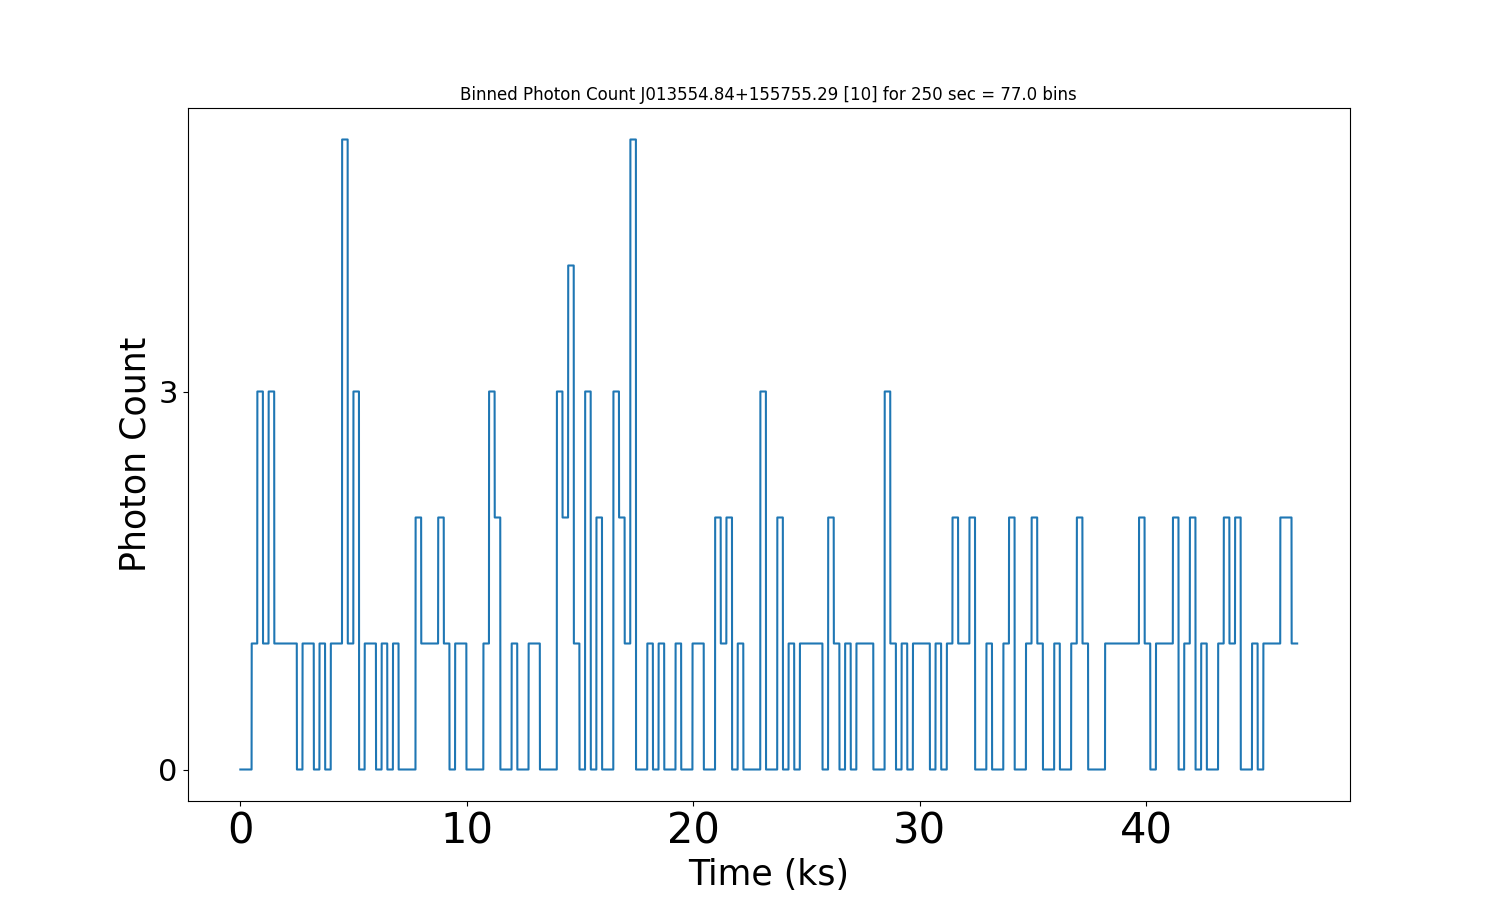 Binned Photon Count J013554.84+155755.29 [10] for 250 sec = 77.0 bins
Photon Count
3
0
0 10 20 30 40
Time (ks)